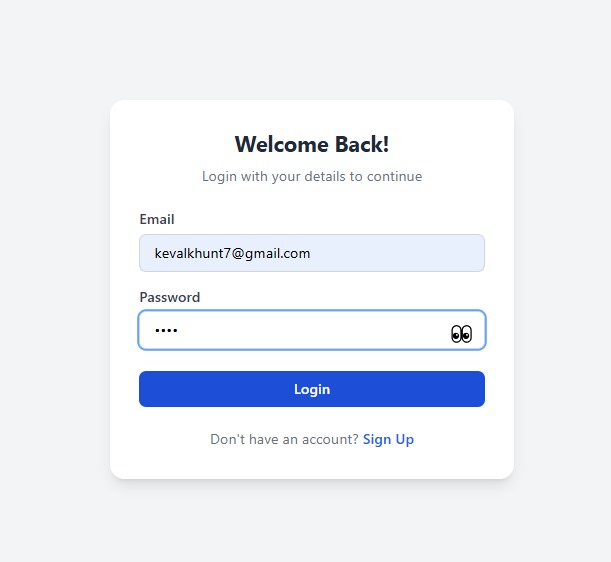 Welcome Back!
Login with your details to continue
Email
kevalkhunt7@gmail.com
Password
••••
Login
Don't have an account? Sign Up